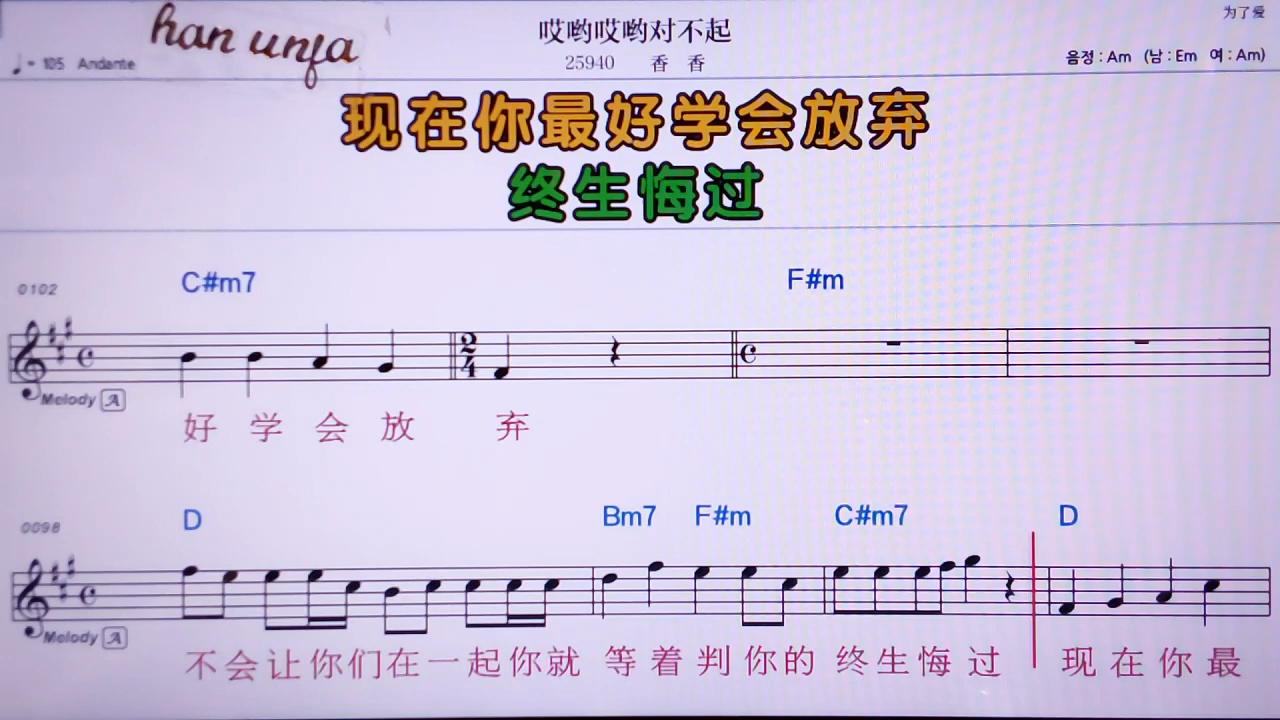 han unfa
哎哟哎哟对不起
为了爱
♩= 105 Andante
25940 香 香
음정 : Am (남 : Em 여 : Am)
现在你最好学会放弃
终生悔过
0102 C#m7 F#m
2/4
Melody A
好 学 会 放 弃
0098 D Bm7 F#m C#m7 D
Melody A
不会让你们在一起你就 等着判你的 终生悔过 现在你最